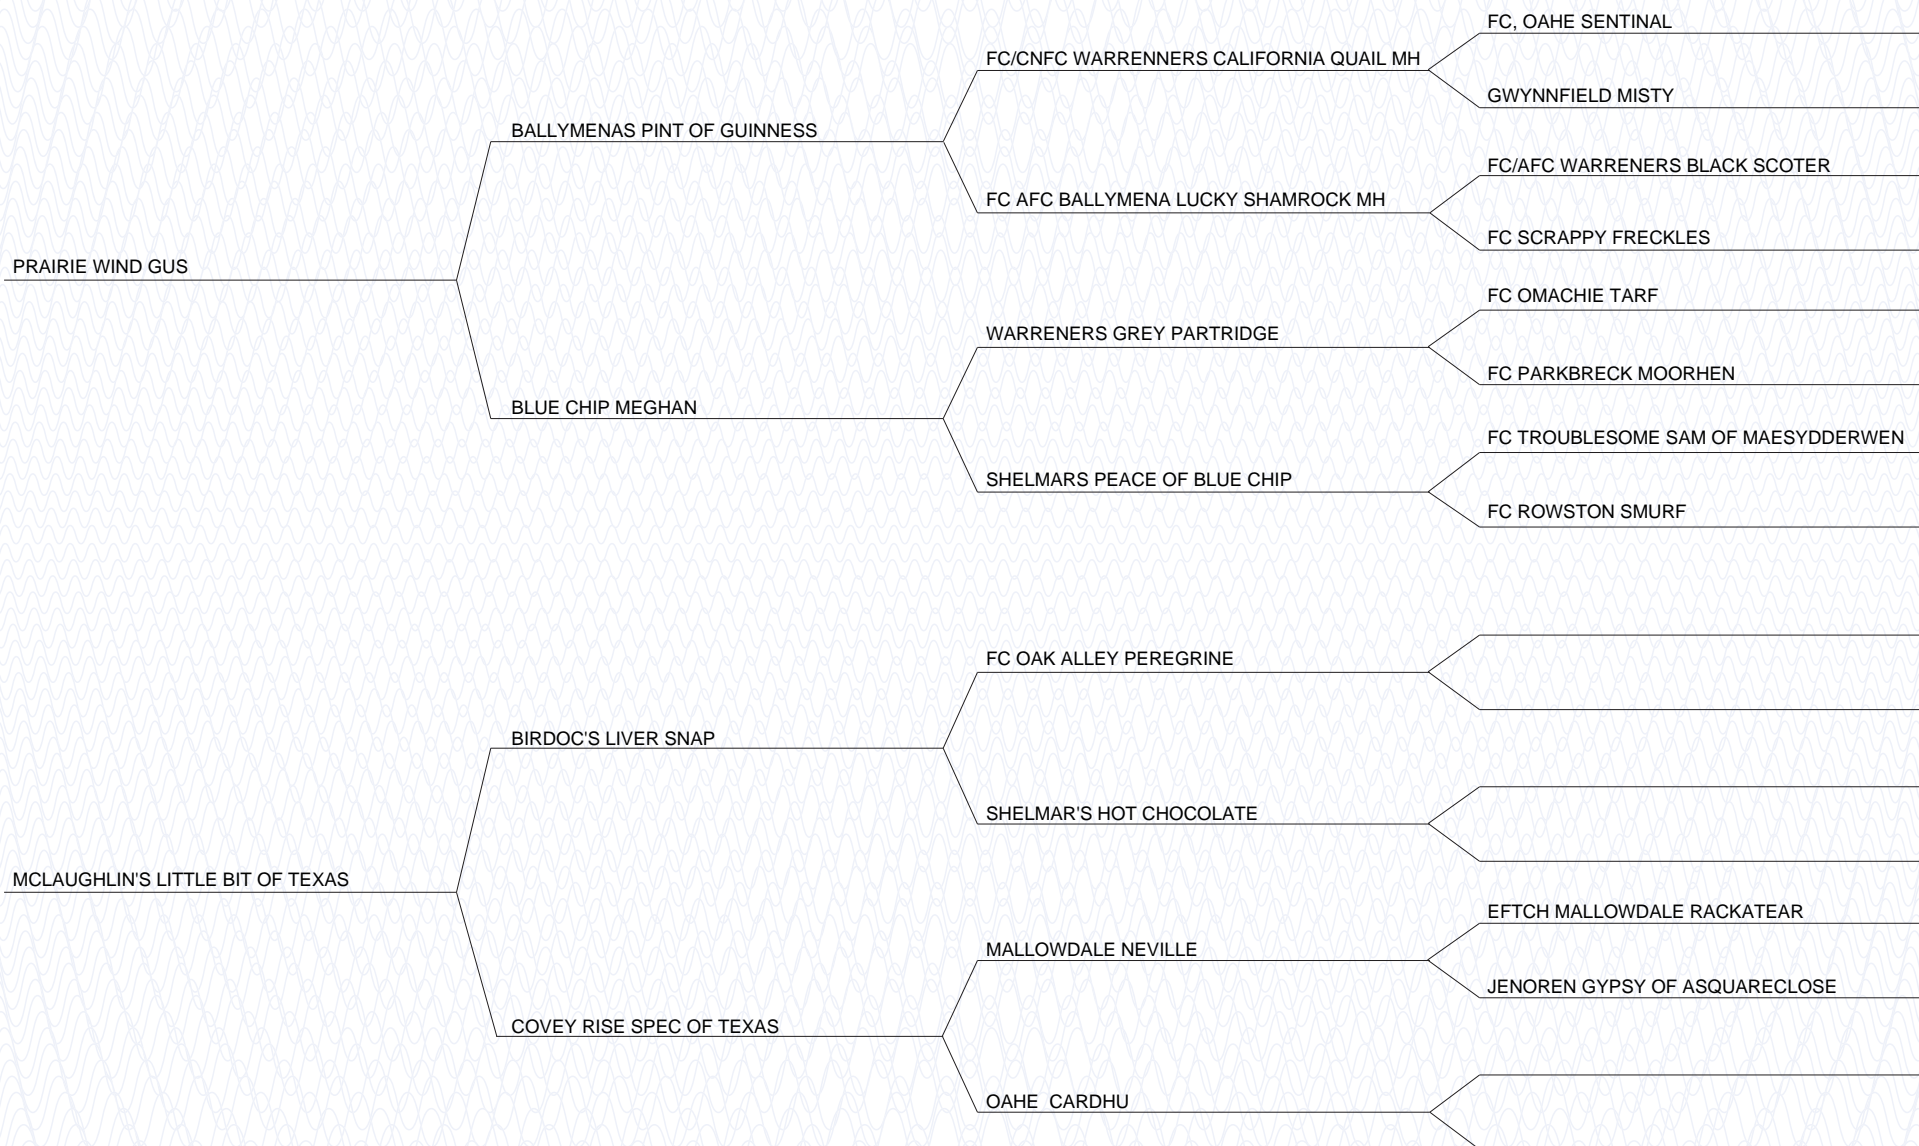 FC, OAHE SENTINAL
FC/CNFC WARRENNERS CALIFORNIA QUAIL MH
GWYNNFIELD MISTY
BALLYMENAS PINT OF GUINNESS
FC/AFC WARRENERS BLACK SCOTER
FC AFC BALLYMENA LUCKY SHAMROCK MH
FC SCRAPPY FRECKLES
PRAIRIE WIND GUS
FC OMACHIE TARF
WARRENERS GREY PARTRIDGE
FC PARKBRECK MOORHEN
BLUE CHIP MEGHAN
FC TROUBLESOME SAM OF MAESYDDERWEN
SHELMARS PEACE OF BLUE CHIP
FC ROWSTON SMURF
FC OAK ALLEY PEREGRINE
BIRDOC'S LIVER SNAP
SHELMAR'S HOT CHOCOLATE
MCLAUGHLIN'S LITTLE BIT OF TEXAS
EFTCH MALLOWDALE RACKATEAR
MALLOWDALE NEVILLE
JENOREN GYPSY OF ASQUARECLOSE
COVEY RISE SPEC OF TEXAS
OAHE  CARDHU